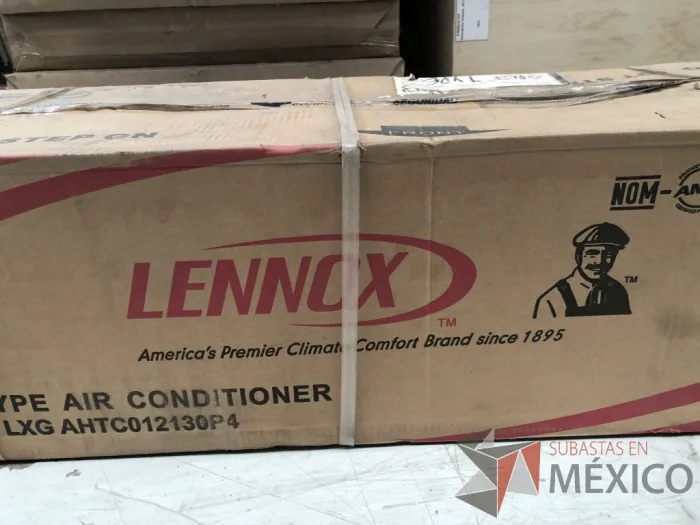 SEGURIDAD
STEP ON
FRONT
NOM-
LENNOX
TM
TM
America's Premier Climate Comfort Brand since 1895
YPE AIR CONDITIONER
LXG AHTC012130P4
SUBASTAS EN
MÉXICO